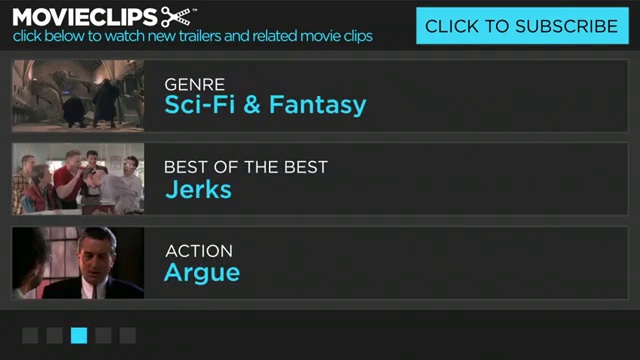 MOVIECLIPS™
click below to watch new trailers and related movie clips
CLICK TO SUBSCRIBE
GENRE
Sci-Fi & Fantasy
BEST OF THE BEST
Jerks
ACTION
Argue